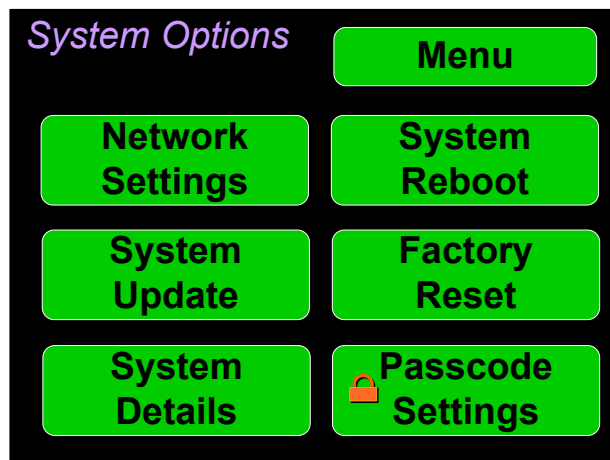 System Options
Menu
Network
Settings
System
Reboot
System
Update
Factory
Reset
System
Details
Passcode
Settings